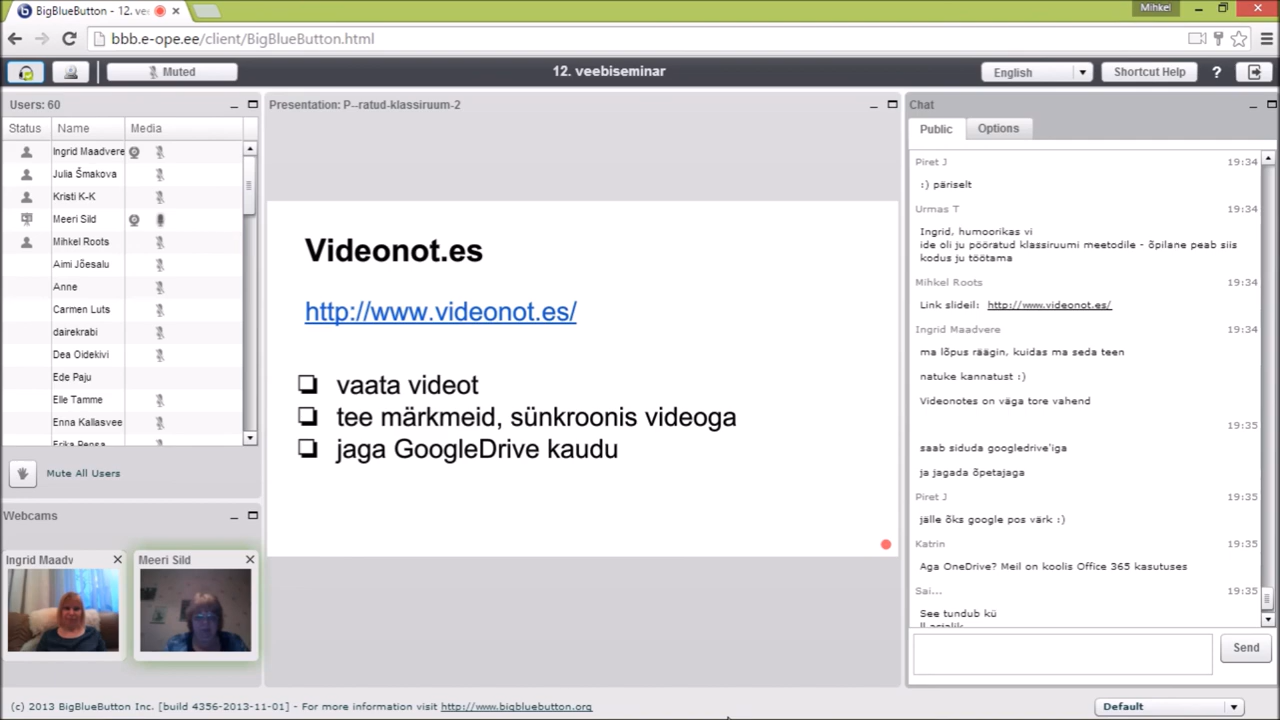 BigBlueButton - 12. vee
Mihkel
bbb.e-ope.ee/client/BigBlueButton.html
Muted
12. veebiseminar
English
Shortcut Help
?
Users: 60
Status Name Media
Ingrid Maadvere
Julia Šmakova
Kristi K-K
Meeri Sild
Mihkel Roots
Aimi Jõesalu
Anne
Carmen Luts
dairekrabi
Dea Oidekivi
Ede Paju
Elle Tamme
Enna Kallasvee
Erika Pensa
Mute All Users
Webcams
Ingrid Maadv
Meeri Sild
Presentation: P--ratud-klassiruum-2
Videonot.es
http://www.videonot.es/
❏ vaata videot
❏ tee märkmeid, sünkroonis videoga
❏ jaga GoogleDrive kaudu
Chat
Public Options
Piret J 19:34
:) päriselt
Urmas T 19:34
Ingrid, humoorikas vi
ide oli ju pööratud klassiruumi meetodile - õpilane peab siis
kodus ju töötama
Mihkel Roots 19:34
Link slideil: http://www.videonot.es/
Ingrid Maadvere 19:34
ma lõpus räägin, kuidas ma seda teen
natuke kannatust :)
Videonotes on väga tore vahend
19:35
saab siduda googledrive'iga
ja jagada õpetajaga
Piret J 19:35
jälle õks google pos värk :)
Katrin 19:35
Aga OneDrive? Meil on koolis Office 365 kasutuses
Sai... 19:35
See tundub kü
ll asjalik
Send
(c) 2013 BigBlueButton Inc. [build 4356-2013-11-01] - For more information visit http://www.bigbluebutton.org
Default